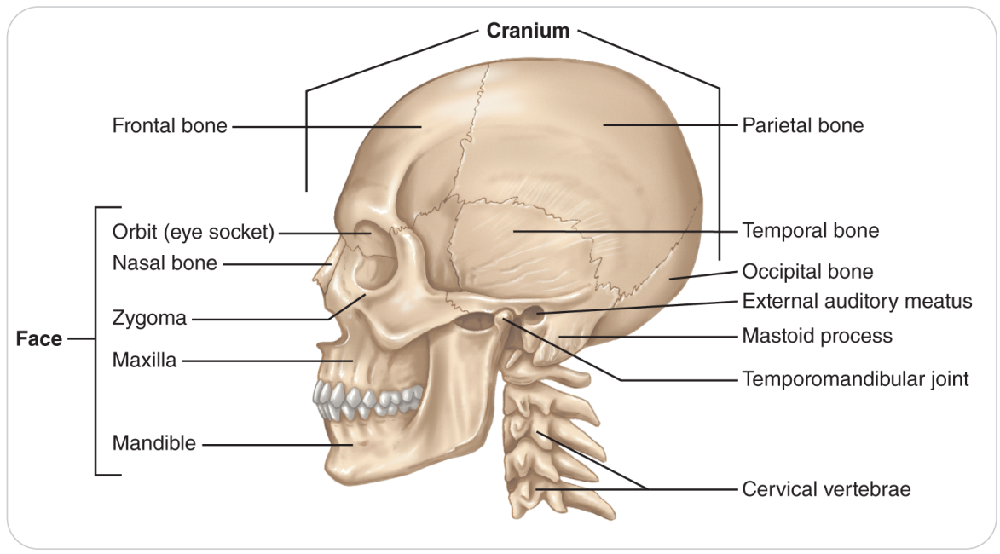 Cranium
Frontal bone
Parietal bone
Orbit (eye socket)
Temporal bone
Nasal bone
Occipital bone
External auditory meatus
Zygoma
Face
Mastoid process
Maxilla
Temporomandibular joint
Mandible
Cervical vertebrae